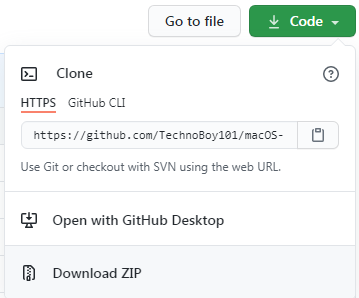 Go to file
Code
Clone
HTTPS GitHub CLI
https://github.com/TechnoBoy101/macOS-
Use Git or checkout with SVN using the web URL.
Open with GitHub Desktop
Download ZIP